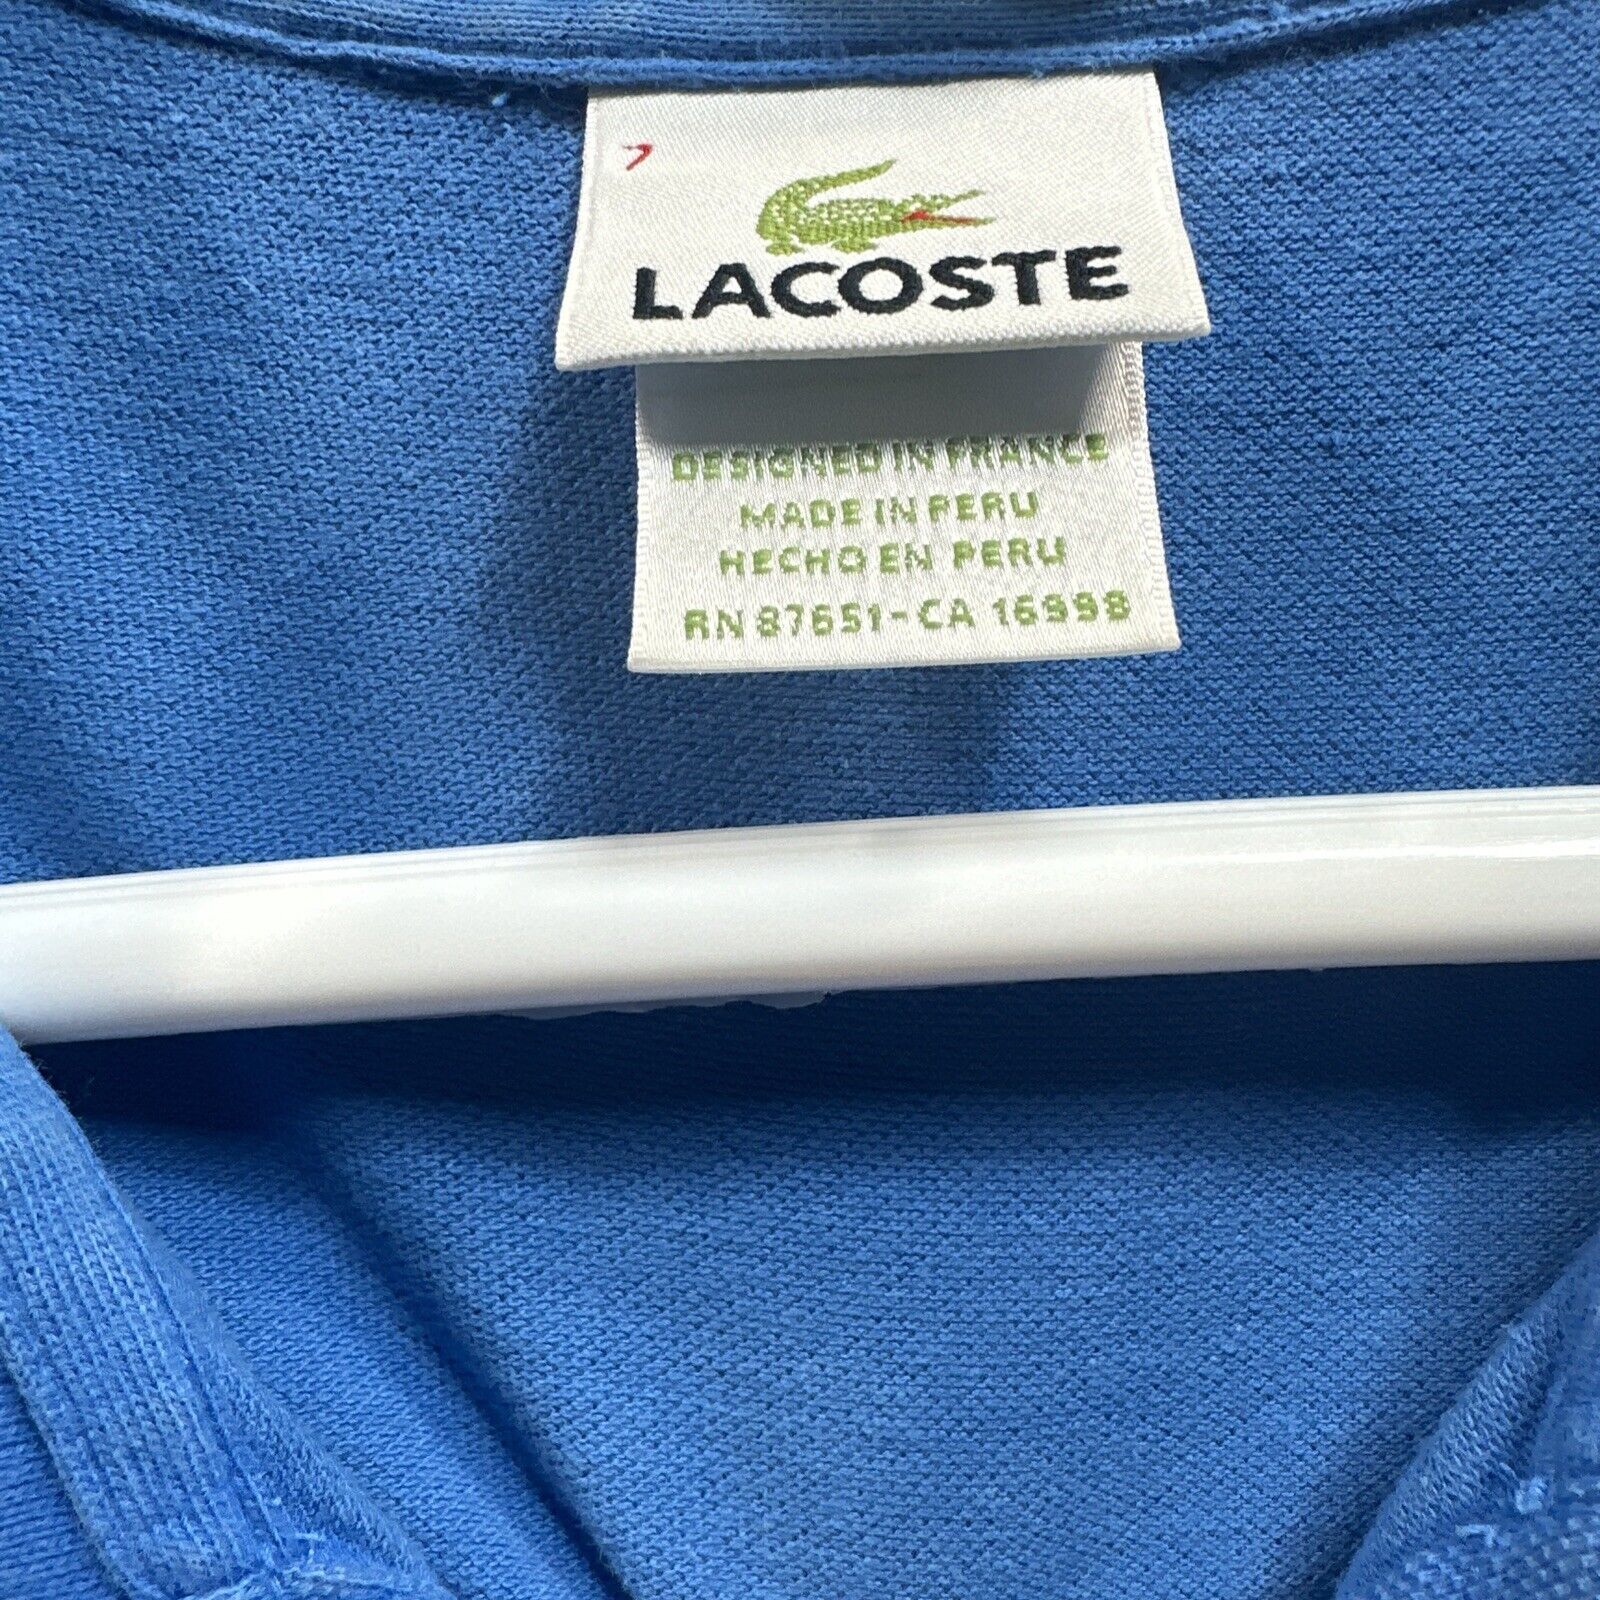 7
LACOSTE
DESIGNED IN FRANCE
MADE IN PERU
HECHO EN PERU
RN 87651-CA 16998